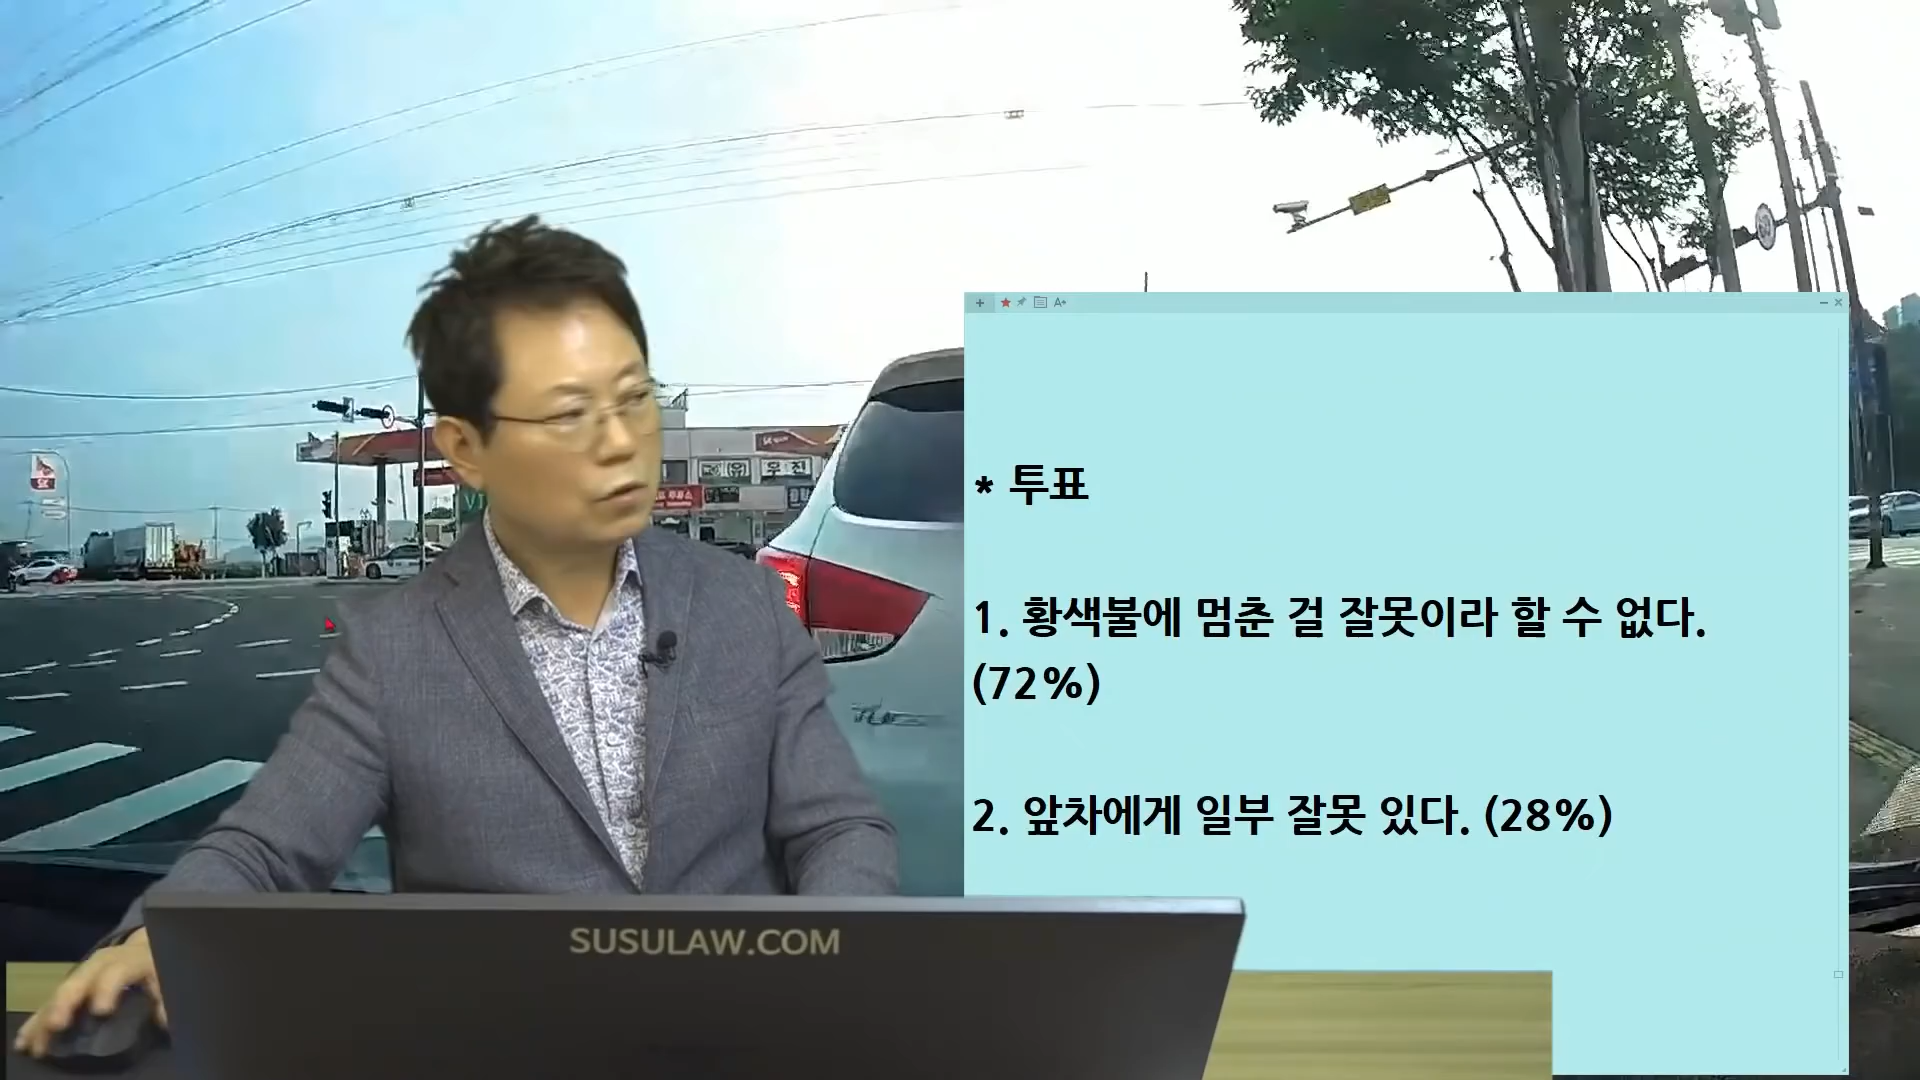 * 투표
1. 황색불에 멈춘 걸 잘못이라 할 수 없다.
(72%)
2. 앞차에게 일부 잘못 있다. (28%)
SUSULAW.COM